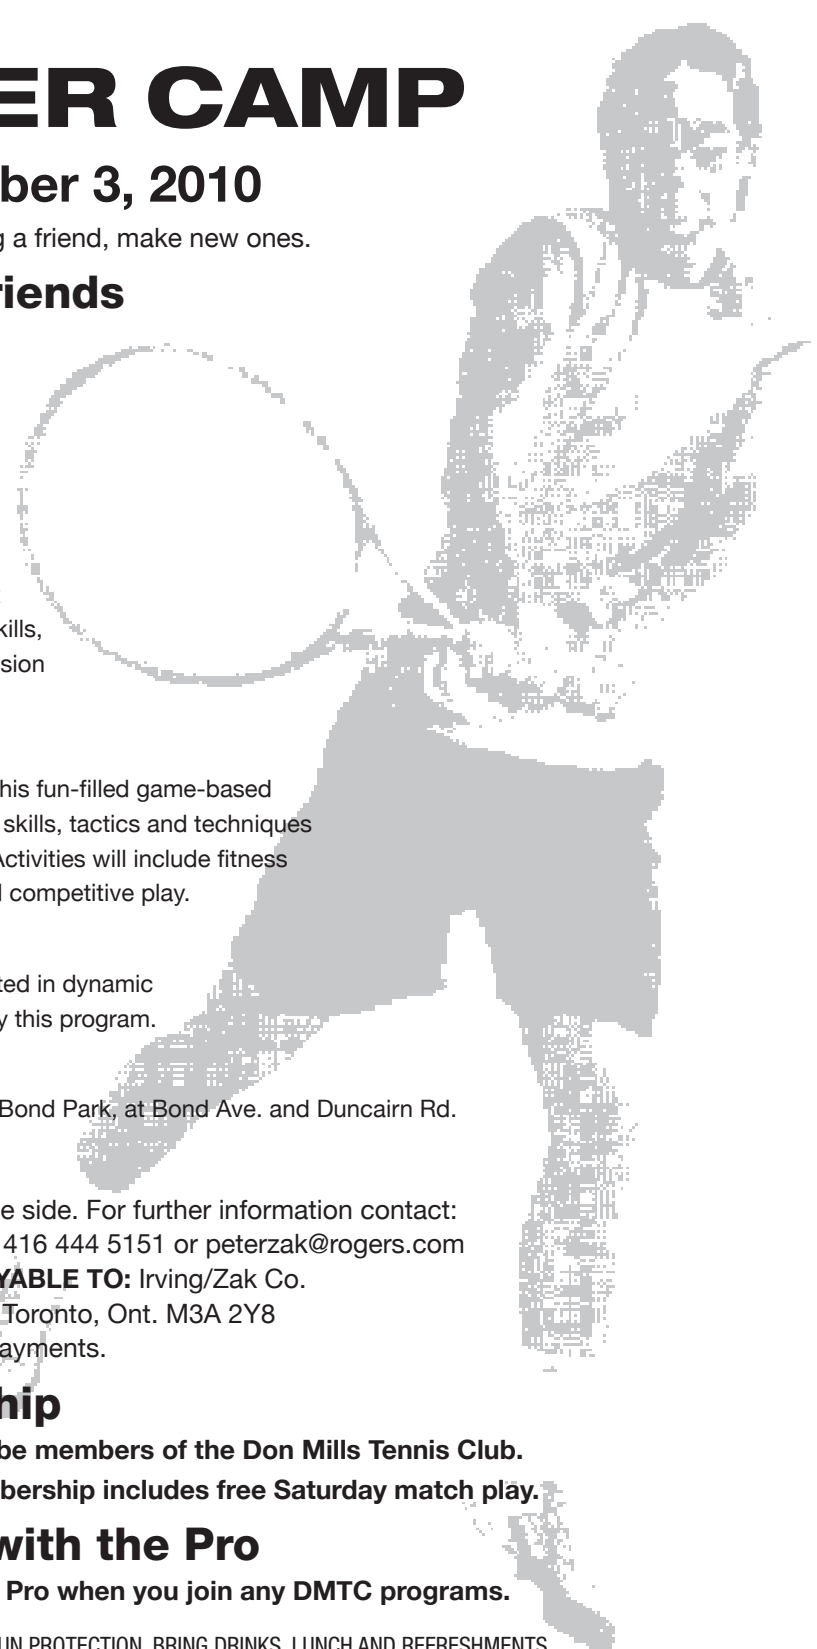 ER CAMP
ber 3, 2010
g a friend, make new ones.
riends
kills,
sion
his fun-filled game-based
skills, tactics and techniques
Activities will include fitness
l competitive play.
ted in dynamic
y this program.
Bond Park, at Bond Ave. and Duncairn Rd.
e side. For further information contact:
416 444 5151 or peterzak@rogers.com
YABLE TO: Irving/Zak Co.
Toronto, Ont. M3A 2Y8
ayments.
hip
be members of the Don Mills Tennis Club.
bership includes free Saturday match play.
with the Pro
Pro when you join any DMTC programs.
UN PROTECTION, BRING DRINKS, LUNCH AND REFRESHMENTS